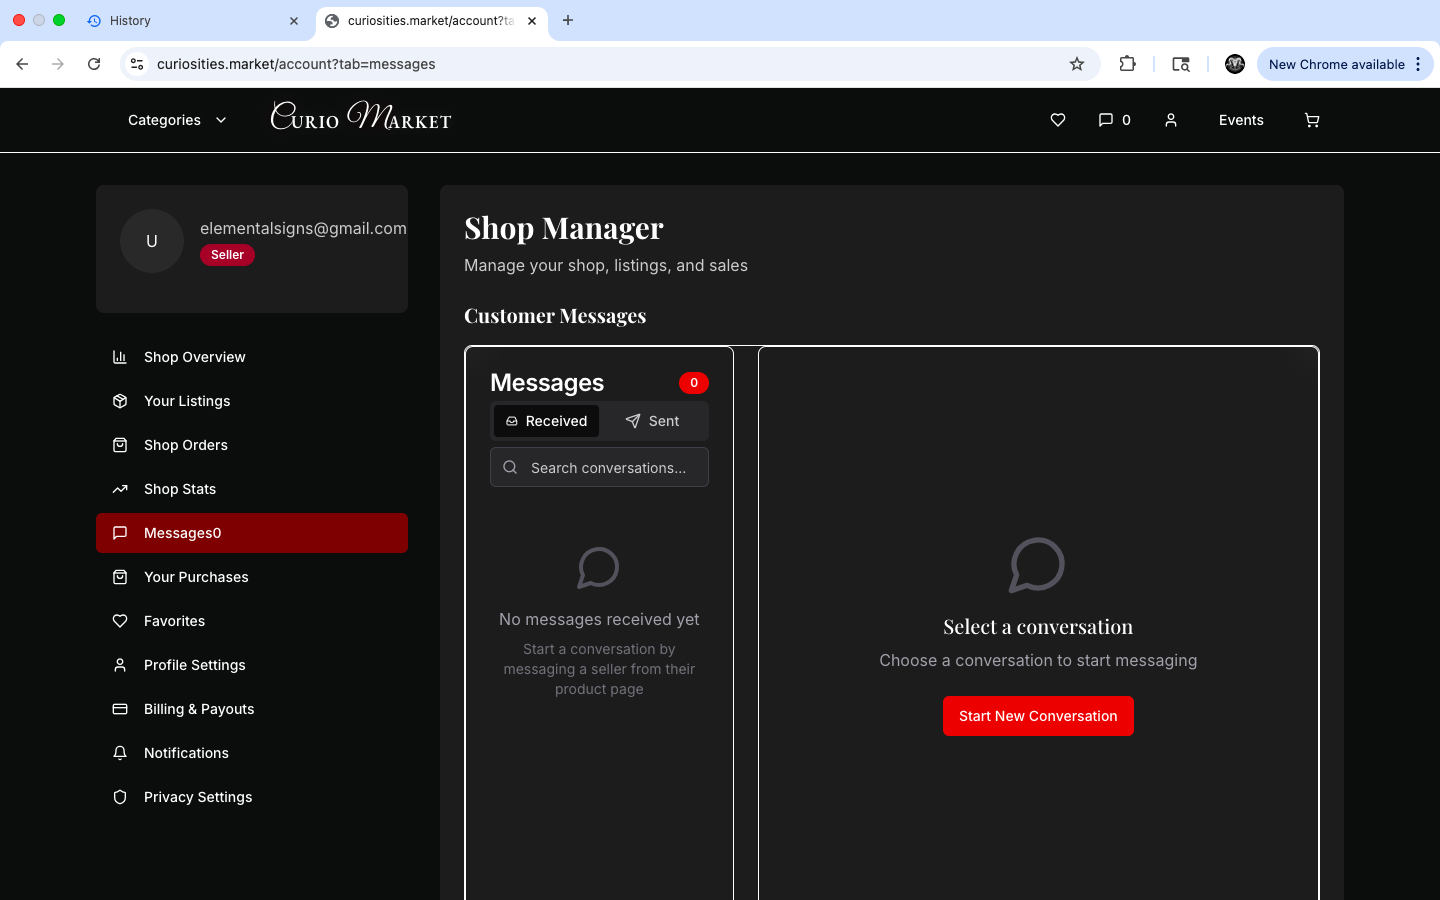 History
curiosities.market/account?ta
curiosities.market/account?tab=messages
New Chrome available
Categories
Curio Market
0
Events
U
elementalsigns@gmail.com
Seller
Shop Overview
Your Listings
Shop Orders
Shop Stats
Messages0
Your Purchases
Favorites
Profile Settings
Billing & Payouts
Notifications
Privacy Settings
Shop Manager
Manage your shop, listings, and sales
Customer Messages
Messages
0
Received
Sent
Search conversations...
No messages received yet
Start a conversation by
messaging a seller from their
product page
Select a conversation
Choose a conversation to start messaging
Start New Conversation